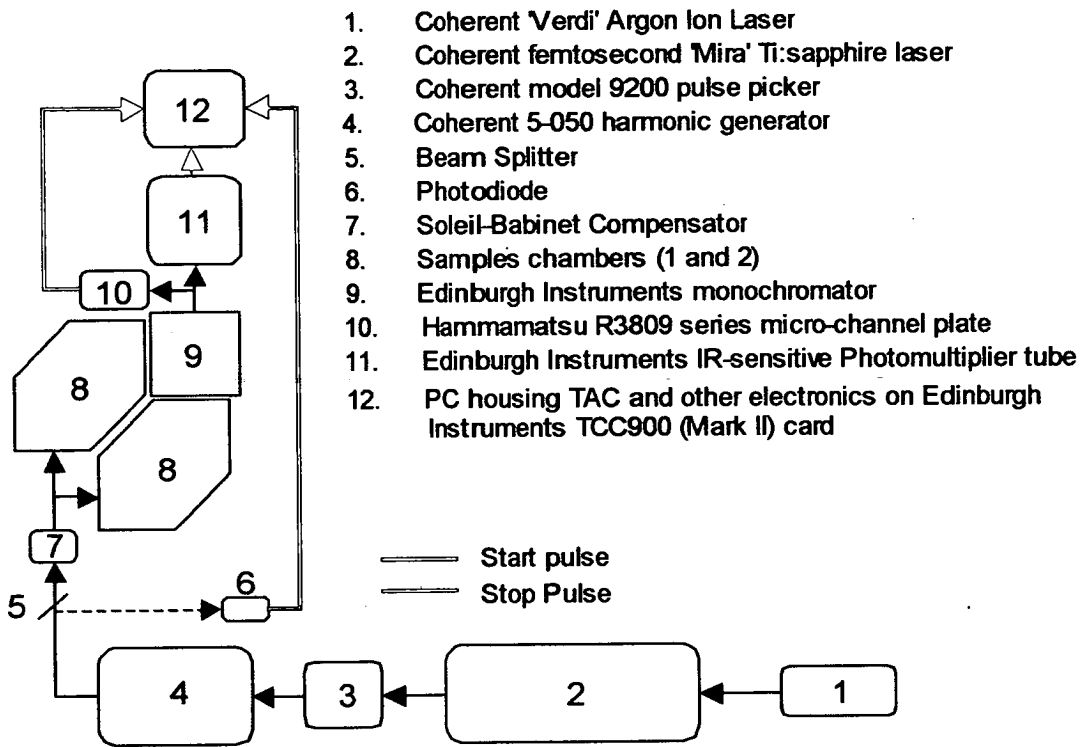 1. Coherent 'Verdi' Argon Ion Laser
2. Coherent femtosecond 'Mira' Ti:sapphire laser
3. Coherent model 9200 pulse picker
4. Coherent 5-050 harmonic generator
5. Beam Splitter
6. Photodiode
7. Soleil-Babinet Compensator
8. Samples chambers (1 and 2)
9. Edinburgh Instruments monochromator
10. Hammamatsu R3809 series micro-channel plate
11. Edinburgh Instruments IR-sensitive Photomultiplier tube
12. PC housing TAC and other electronics on Edinburgh
Instruments TCC900 (Mark II) card
12
11
10
9
8
8
7
5
6
Start pulse
Stop Pulse
4
3
2
1